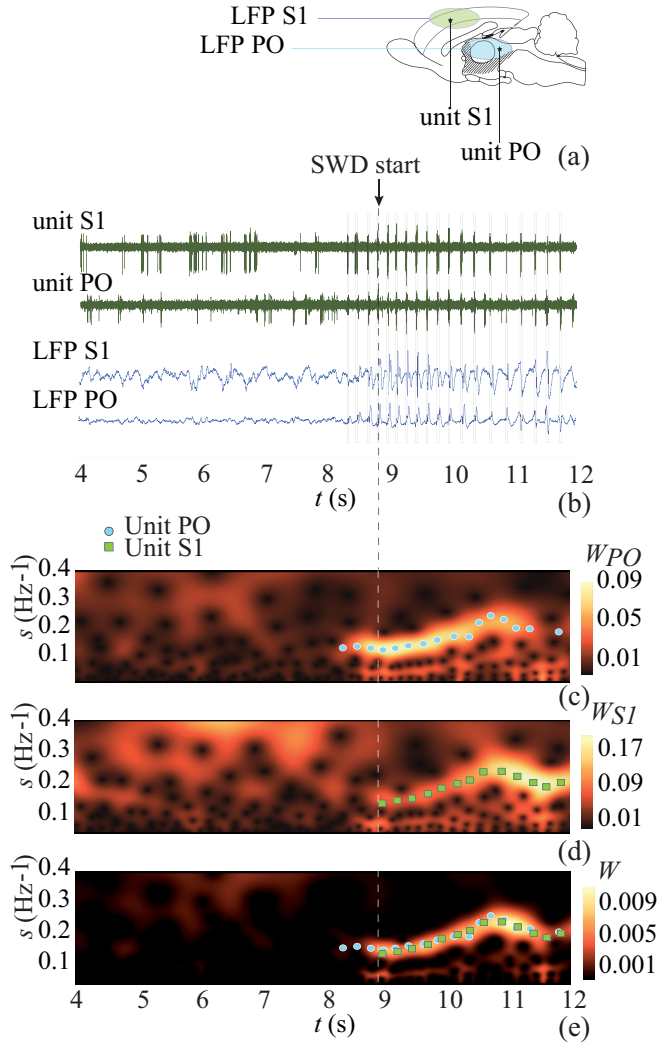 LFP S1
LFP PO
unit S1
unit PO
(a)
SWD start
unit S1
unit PO
LFP S1
LFP PO
4 5 6 7 8 9 10 11 12
t (s)
(b)
Unit PO
Unit S1
s (Hz-1)
0.4
0.3
0.2
0.1
WPO
0.09
0.05
0.01
(c)
s (Hz-1)
0.4
0.3
0.2
0.1
WS1
0.17
0.09
0.01
(d)
s (Hz-1)
0.4
0.3
0.2
0.1
W
0.009
0.005
0.001
4 5 6 7 8 9 10 11 12
t (s)
(e)